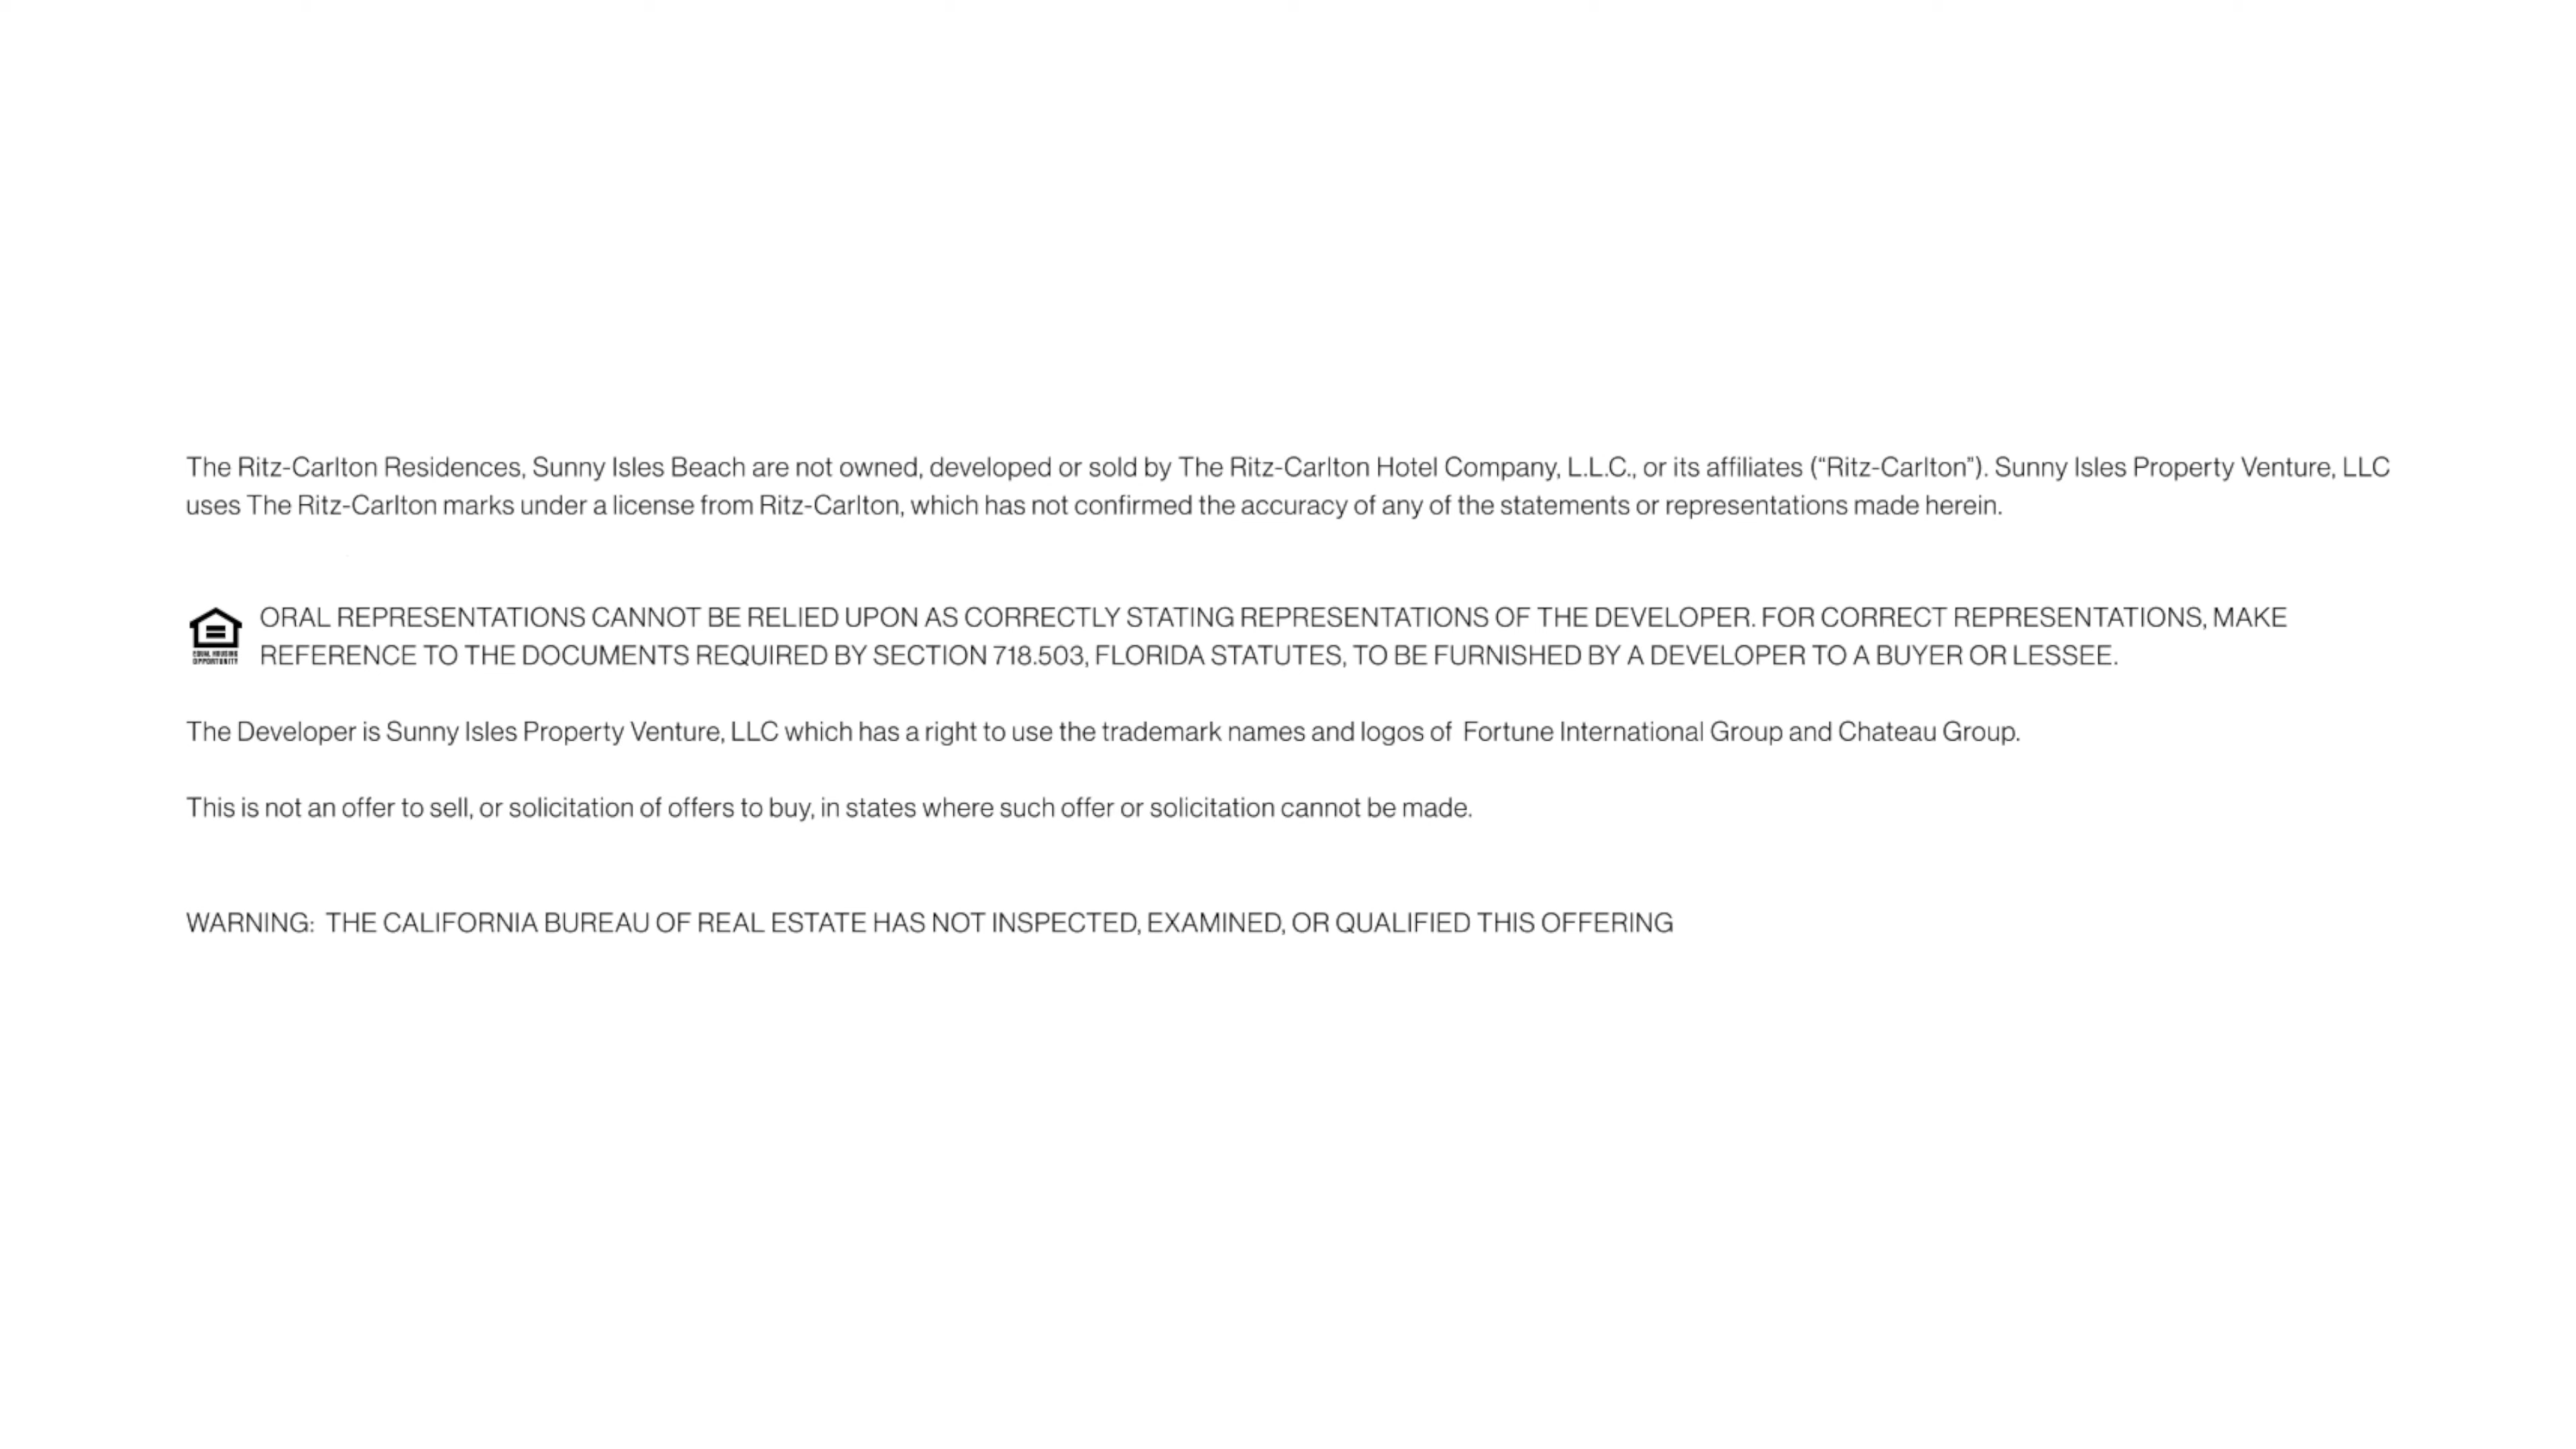 The Ritz-Carlton Residences, Sunny Isles Beach are not owned, developed or sold by The Ritz-Carlton Hotel Company, L.L.C., or its affiliates (“Ritz-Carlton”). Sunny Isles Property Venture, LLC
uses The Ritz-Carlton marks under a license from Ritz-Carlton, which has not confirmed the accuracy of any of the statements or representations made herein.
ORAL REPRESENTATIONS CANNOT BE RELIED UPON AS CORRECTLY STATING REPRESENTATIONS OF THE DEVELOPER. FOR CORRECT REPRESENTATIONS, MAKE
REFERENCE TO THE DOCUMENTS REQUIRED BY SECTION 718.503, FLORIDA STATUTES, TO BE FURNISHED BY A DEVELOPER TO A BUYER OR LESSEE.
EQUAL HOUSING
OPPORTUNITY
The Developer is Sunny Isles Property Venture, LLC which has a right to use the trademark names and logos of Fortune International Group and Chateau Group.
This is not an offer to sell, or solicitation of offers to buy, in states where such offer or solicitation cannot be made.
WARNING: THE CALIFORNIA BUREAU OF REAL ESTATE HAS NOT INSPECTED, EXAMINED, OR QUALIFIED THIS OFFERING